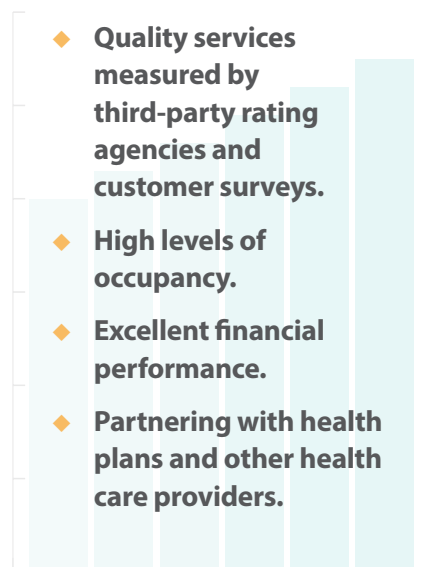 ◆ Quality services
measured by
third-party rating
agencies and
customer surveys.
◆ High levels of
occupancy.
◆ Excellent financial
performance.
◆ Partnering with health
plans and other health
care providers.